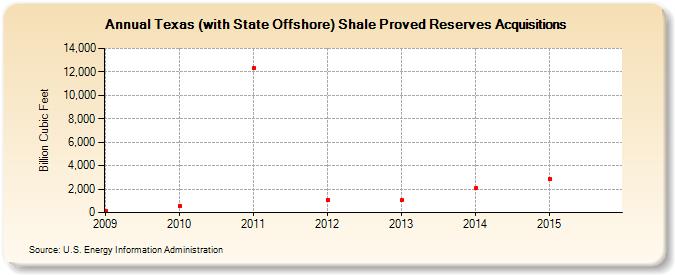 Annual Texas (with State Offshore) Shale Proved Reserves Acquisitions
Billion Cubic Feet
14,000
12,000
10,000
8,000
6,000
4,000
2,000
0
2009 2010 2011 2012 2013 2014 2015
Source: U.S. Energy Information Administration